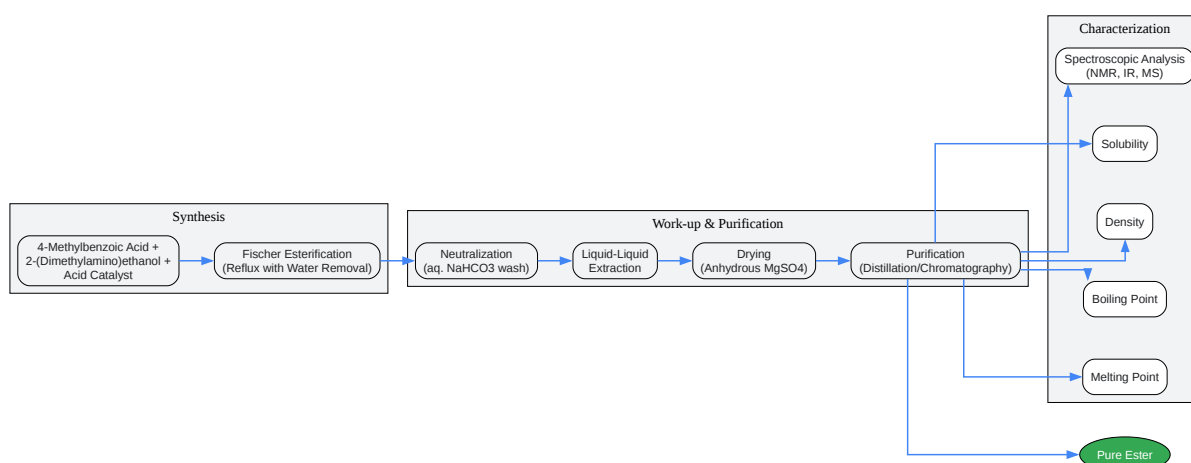 Synthesis
4-Methylbenzoic Acid +
2-(Dimethylamino)ethanol +
Acid Catalyst
Fischer Esterification
(Reflux with Water Removal)
Work-up & Purification
Neutralization
(aq. NaHCO3 wash)
Liquid-Liquid
Extraction
Drying
(Anhydrous MgSO4)
Purification
(Distillation/Chromatography)
Characterization
Spectroscopic Analysis
(NMR, IR, MS)
Solubility
Density
Boiling Point
Melting Point
Pure Ester